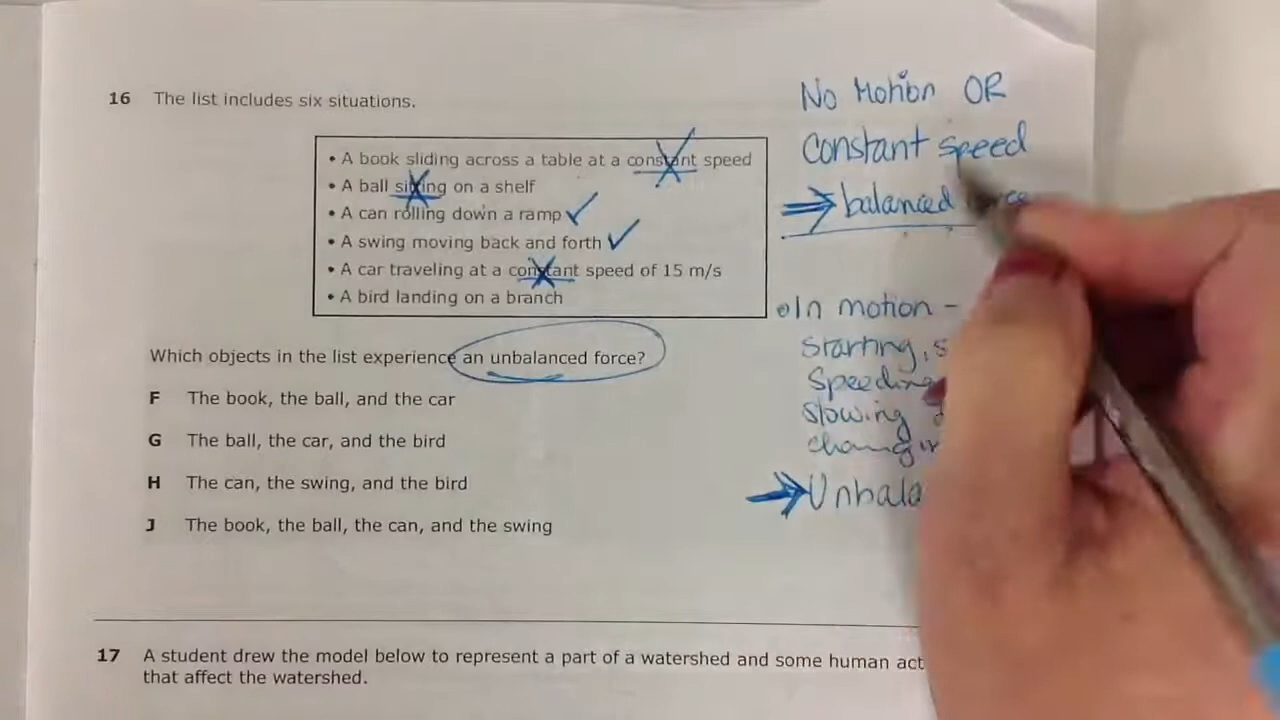 16 The list includes six situations.
• A book sliding across a table at a constant speed
• A ball sitting on a shelf
• A can rolling down a ramp
• A swing moving back and forth
• A car traveling at a constant speed of 15 m/s
• A bird landing on a branch
Which objects in the list experience an unbalanced force?
F The book, the ball, and the car
G The ball, the car, and the bird
H The can, the swing, and the bird
J The book, the ball, the can, and the swing
17 A student drew the model below to represent a part of a watershed and some human act
that affect the watershed.
No Motion OR
Constant speed
⇒ balanced
• In motion -
Starting,
Speeding
slowing
→ Unbala